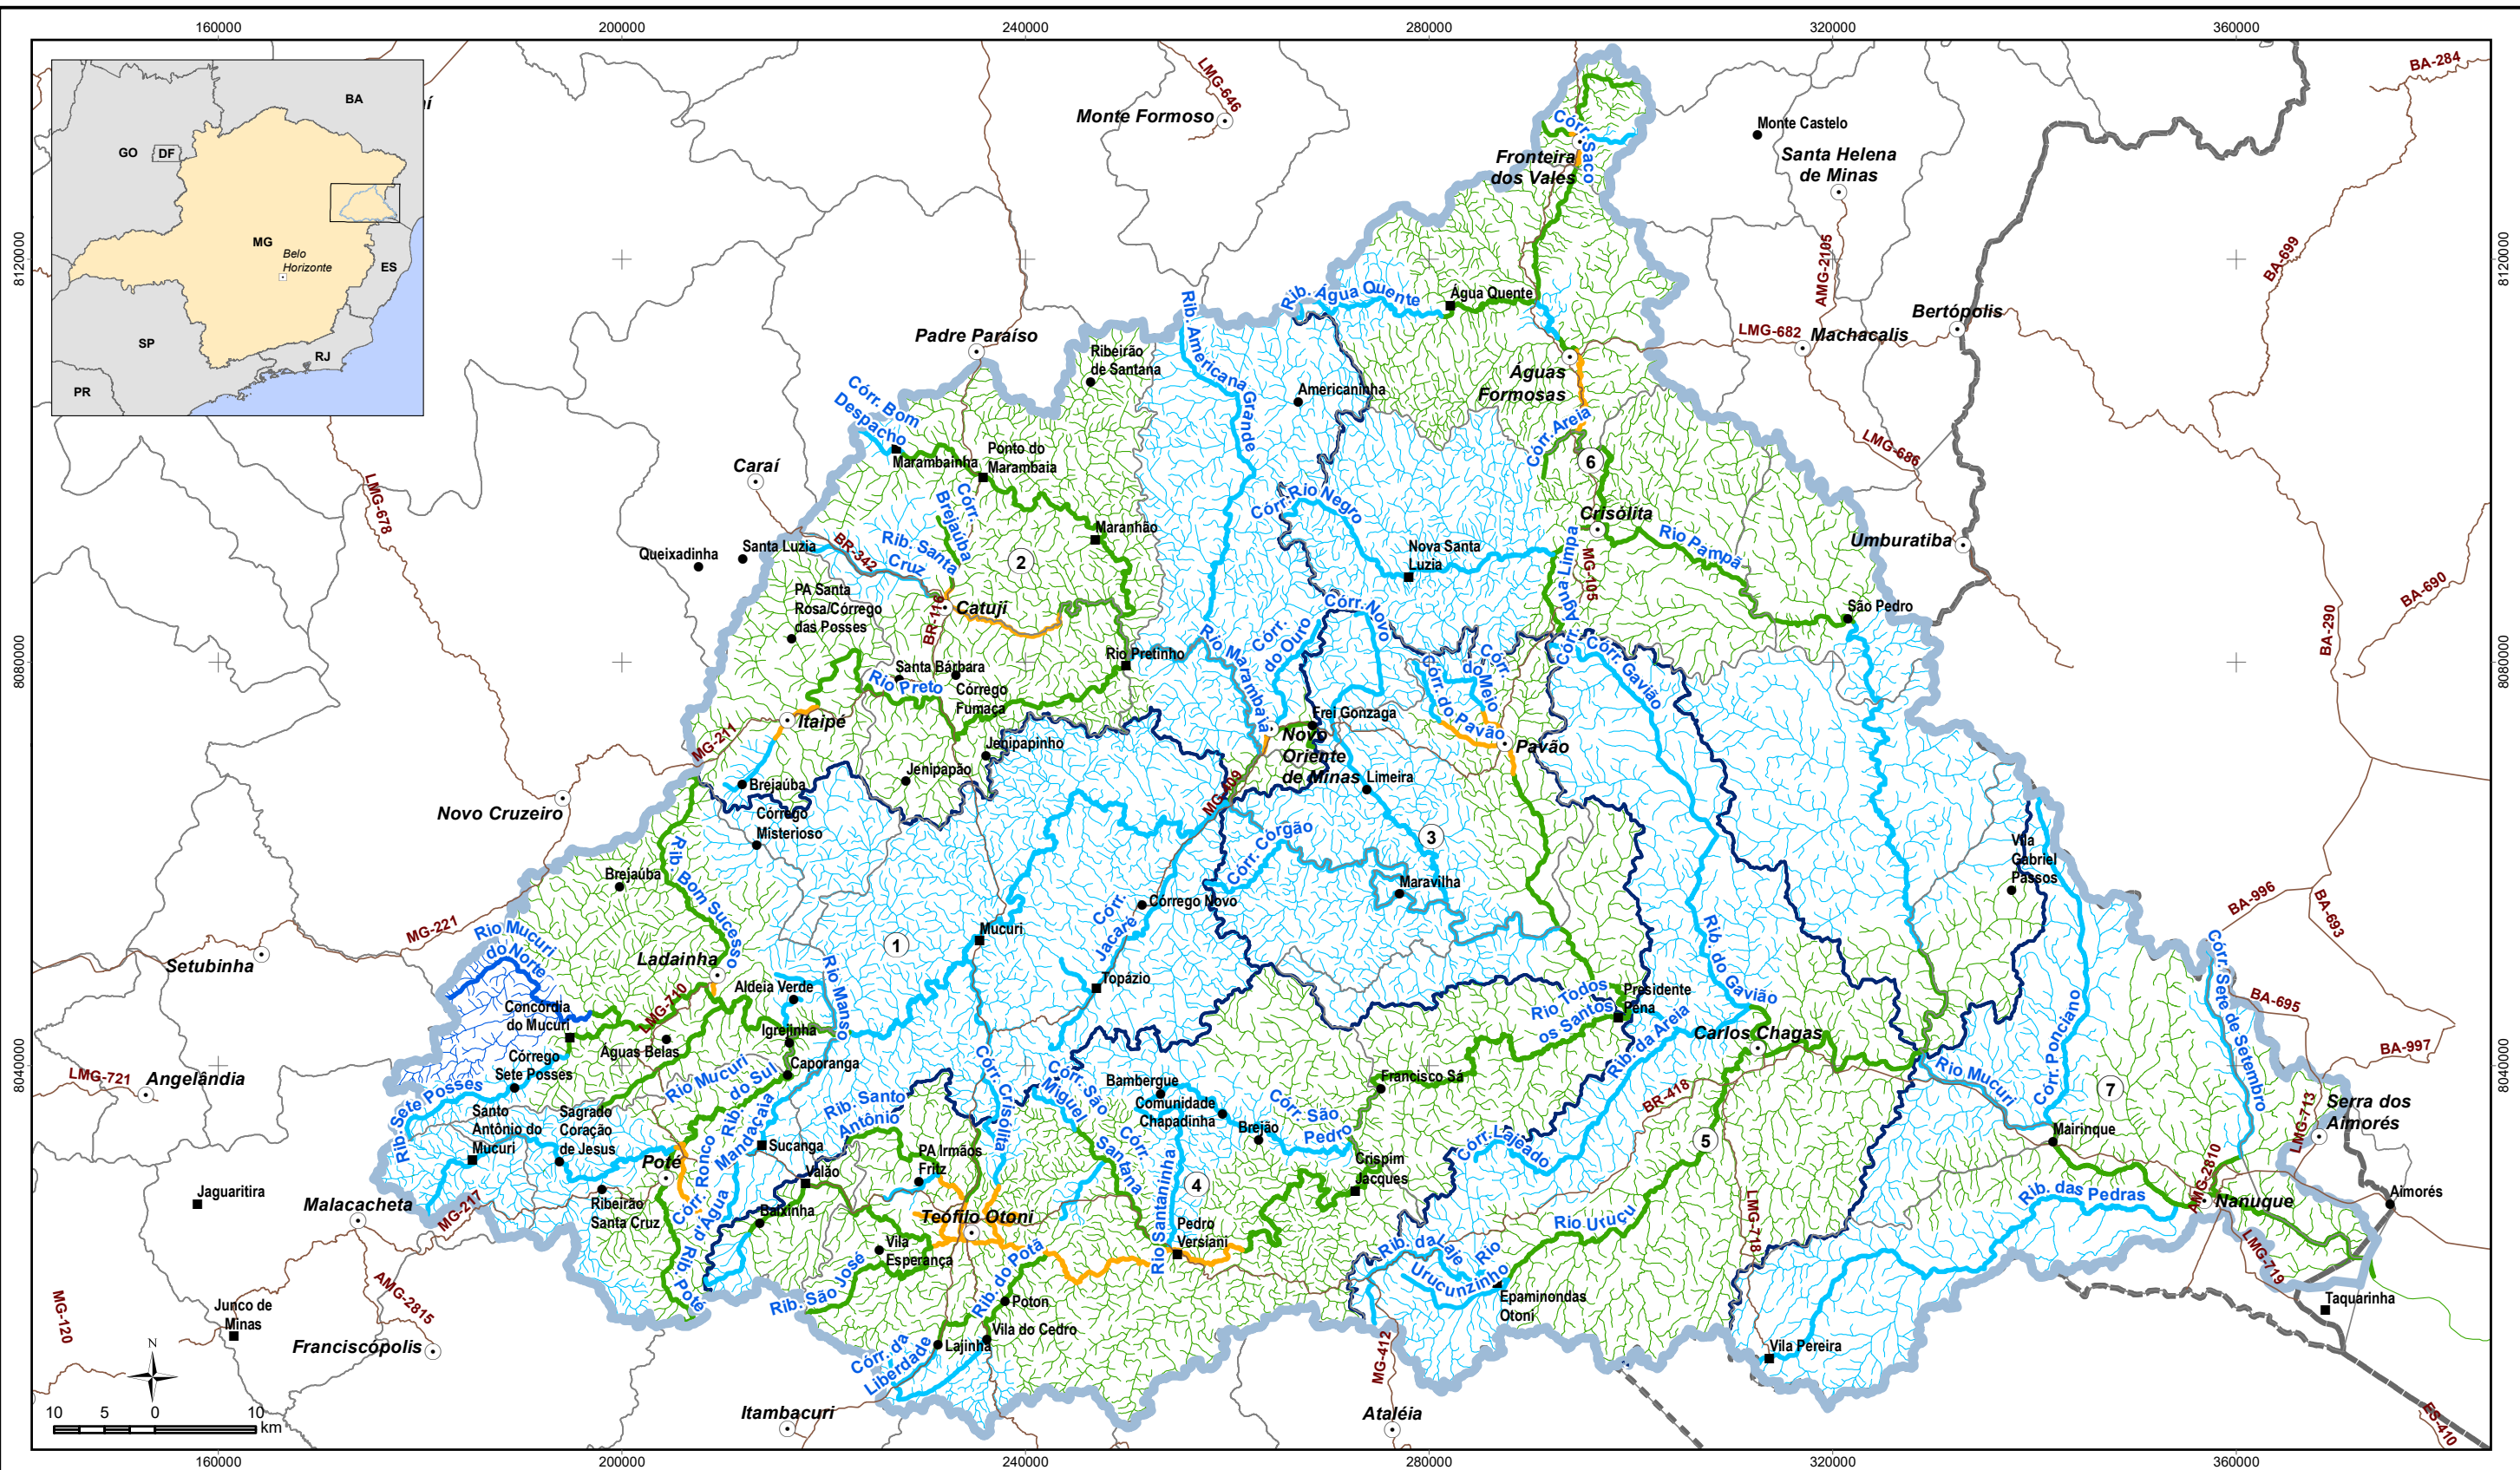 160000
200000
240000
280000
320000
360000
8120000
8080000
8040000
8120000
8080000
8040000
160000
200000
240000
280000
320000
360000
BA
GO
DF
MG
Belo
Horizonte
ES
SP
RJ
PR
LMG-646
Monte Formoso
BA-284
Monte Castelo
Santa Helena
de Minas
Córr.
Saco
Fronteira
dos Vales
AMG-2105
BA-699
Rib. Água Quente
Água Quente
Bertópolis
LMG-682
Machacalis
Padre Paraíso
Ribeirão
de Santana
Rib. Americana
Grande
Americaninha
Águas
Formosas
Córr. Bom
Despacho
Marambainha
Ponto do
Marambaia
Córr. Areia
6
LMG-686
Caraí
LMG-678
Córr.
Brejaúba
Córr.
Rio Negro
Crisólita
Rio Pampã
Umburatiba
Maranhão
BR-342
Rib. Santa
Cruz
2
Queixadinha
Santa Luzia
Nova Santa
Luzia
Córr. Água Limpa
MG-105
BA-690
BA-290
PA Santa
Rosa/Córrego
das Posses
BR-116
Catuji
Córr. Novo
São Pedro
Rio Pretinho
Rio Marambaia
Córr.
do Ouro
Córr. do Pavão
Córr.
do Meio
Córr. Gavião
Santa Bárbara
Rio Preto
Córrego
Fumaça
Itaipé
MG-211
Frei Gonzaga
Novo
Oriente
de Minas
Pavão
Jenipapinho
Jenipapão
Limeira
Brejaúba
MG-409
Novo Cruzeiro
Córrego
Misterioso
Córr. Córgão
3
Vila
Gabriel
Passos
Rib. Bom Sucesso
Brejaúba
Maravilha
Córr.
Jacaré
Córrego Novo
BA-996
BA-693
MG-221
Rio Mucuri
do Norte
Setubinha
Ladainha
1
Mucuri
Rib. do Gavião
Córr. Sete de Setembro
Aldeia Verde
Rio Manso
Topázio
Rio Todos
os Santos
Presidente
Pena
BA-695
Concórdia
do Mucuri
LMG-710
Igrejinha
Águas Belas
Rib. da Areia
Carlos Chagas
Córr. Ponciano
BA-997
LMG-721
Angelândia
Córrego
Sete Posses
Caporanga
Rio Mucuri
do Sul
Rib. Sete Posses
Córr. Crisólita
Córr. São
Miguel
Bambergue
Comunidade
Chapadinha
Francisco Sá
Córr. São
Pedro
Brejão
BR-418
Rio Mucuri
7
Serra dos
Aimorés
LMG-713
Santo
Antônio do
Mucuri
Sagrado
Coração
de Jesus
Rib.
Mandaçaia
Rib. Santo
Antônio
Sucanga
Córr.
Santana
Córr. Lajeado
5
Mairinque
Poté
Córr. Ronco
d'Água
Valão
PA Irmãos
Fritz
Rio Santaninha
4
Crispim
Jacques
AMG-2810
Jaguaritira
Malacacheta
MG-217
Ribeirão
Santa Cruz
Baixinha
Teófilo Otoni
Rib. das Pedras
Nanuque
Aimorés
Vila
Esperança
Pedro
Versiani
Rio Uruçu
LMG-718
Rib. da Laje
Rio
Urucunzinho
LMG-719
Rib. Poté
Rib. São José
Rib. do Potã
Poton
Vila do Cedro
Epaminondas
Otoni
Taquarinha
MG-120
Junco de
Minas
AMG-2815
Franciscópolis
Córr. da
Liberdade
Lajinha
MG-412
Vila Pereira
N
10
5
0
10
km
Itambacuri
Ataléia
ES-410